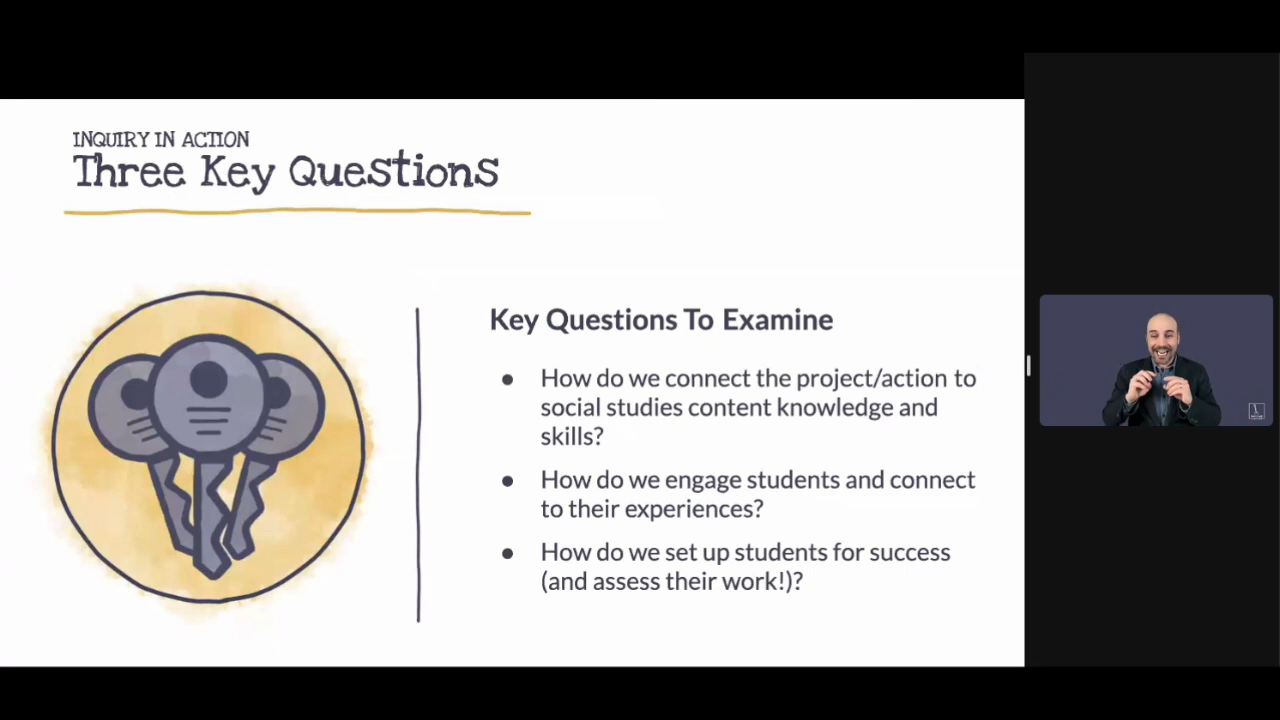 INQUIRY IN ACTION
Three Key Questions
Key Questions To Examine
● How do we connect the project/action to
social studies content knowledge and
skills?
● How do we engage students and connect
to their experiences?
● How do we set up students for success
(and assess their work!)?